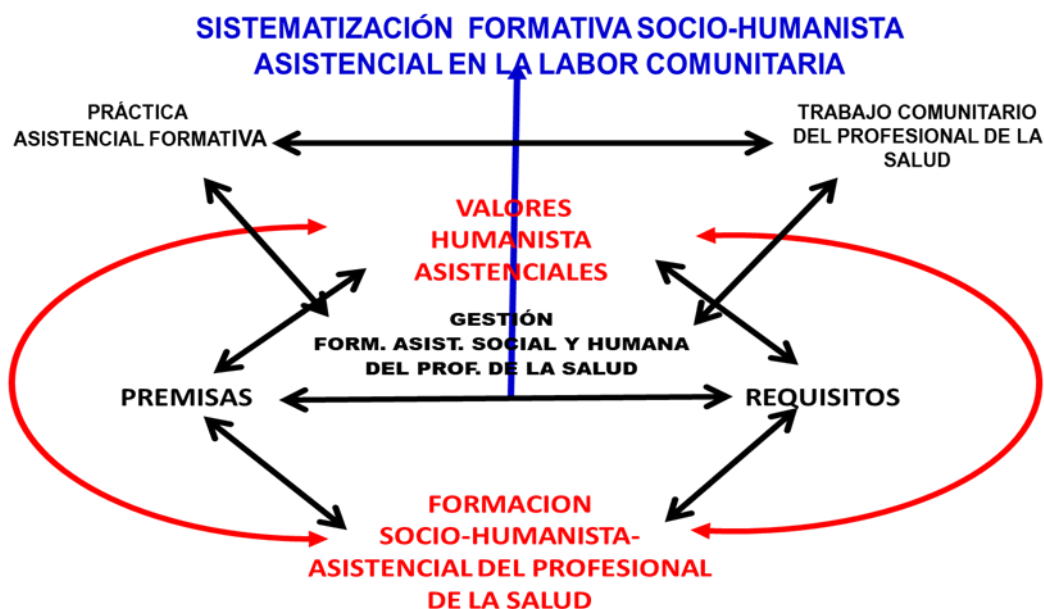 SISTEMATIZACIÓN FORMATIVA SOCIO-HUMANISTA
ASISTENCIAL EN LA LABOR COMUNITARIA
PRÁCTICA
ASISTENCIAL FORMATIVA
TRABAJO COMUNITARIO
DEL PROFESIONAL DE LA
SALUD
VALORES
HUMANISTA
ASISTENCIALES
GESTIÓN
FORM. ASIST. SOCIAL Y HUMANA
DEL PROF. DE LA SALUD
PREMISAS
REQUISITOS
FORMACION
SOCIO-HUMANISTA-
ASISTENCIAL DEL PROFESIONAL
DE LA SALUD